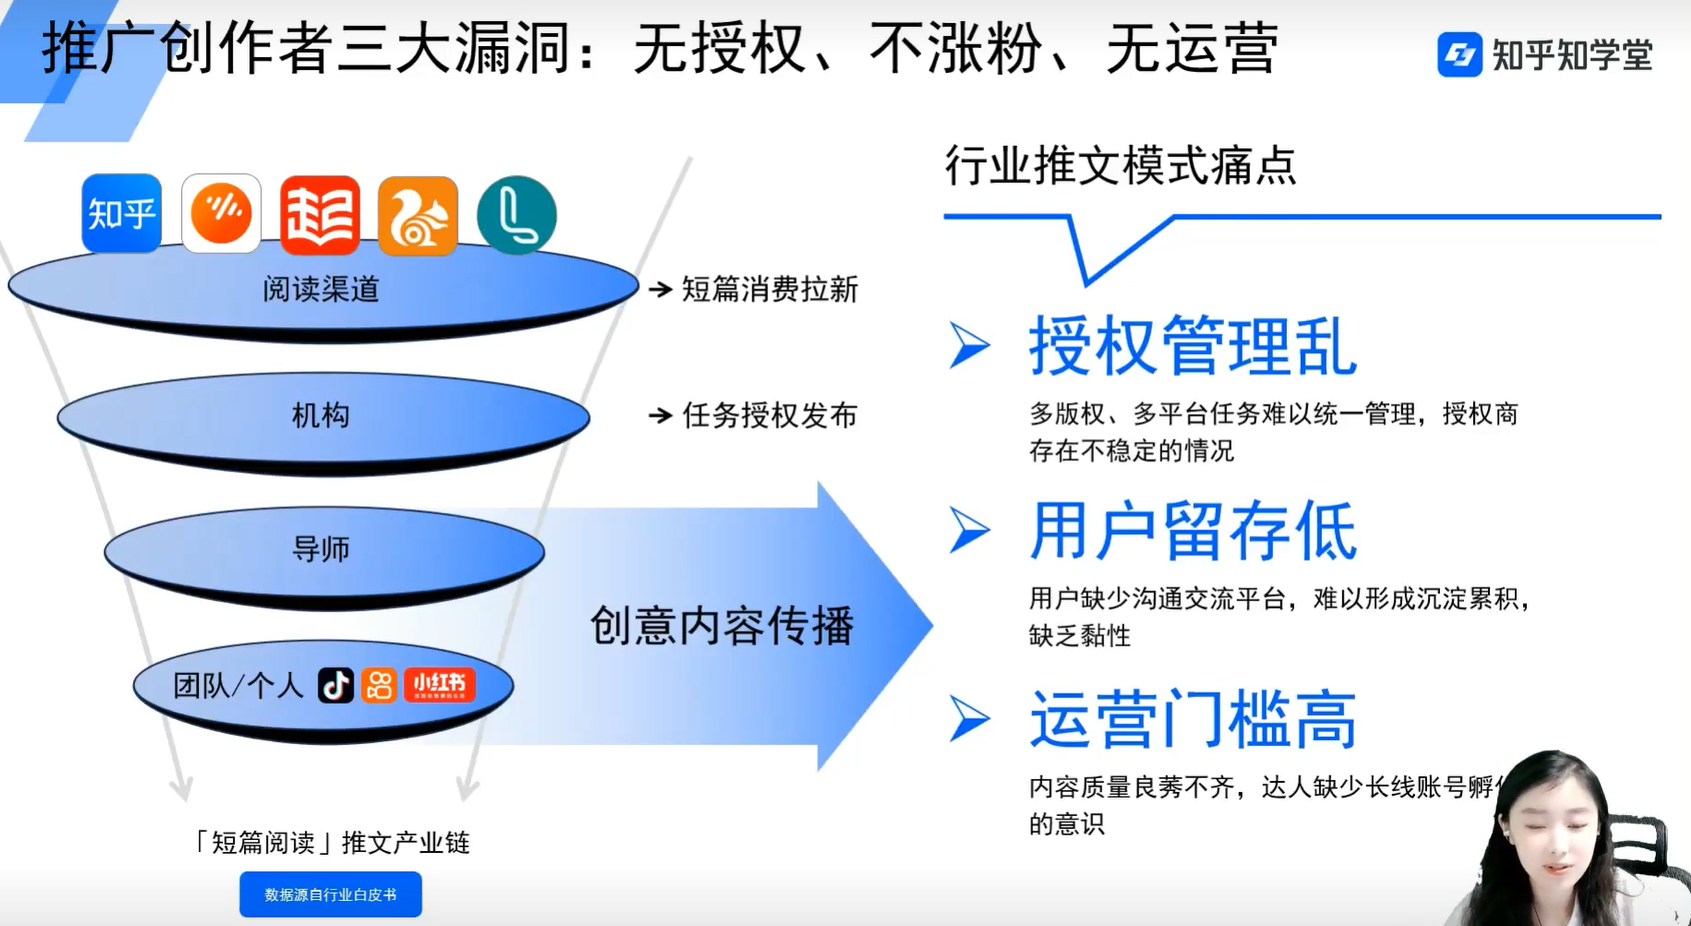 推广创作者三大漏洞：无授权、不涨粉、无运营
知乎知学堂
行业推文模式痛点
知乎
起
阅读渠道
→ 短篇消费拉新
机构
→ 任务授权发布
导师
团队/个人
小红书
创意内容传播
「短篇阅读」推文产业链
数据源自行业白皮书
授权管理乱
多版权、多平台任务难以统一管理，授权商
存在不稳定的情况
用户留存低
用户缺少沟通交流平台，难以形成沉淀累积，
缺乏黏性
运营门槛高
内容质量良莠不齐，达人缺少长线账号孵
的意识